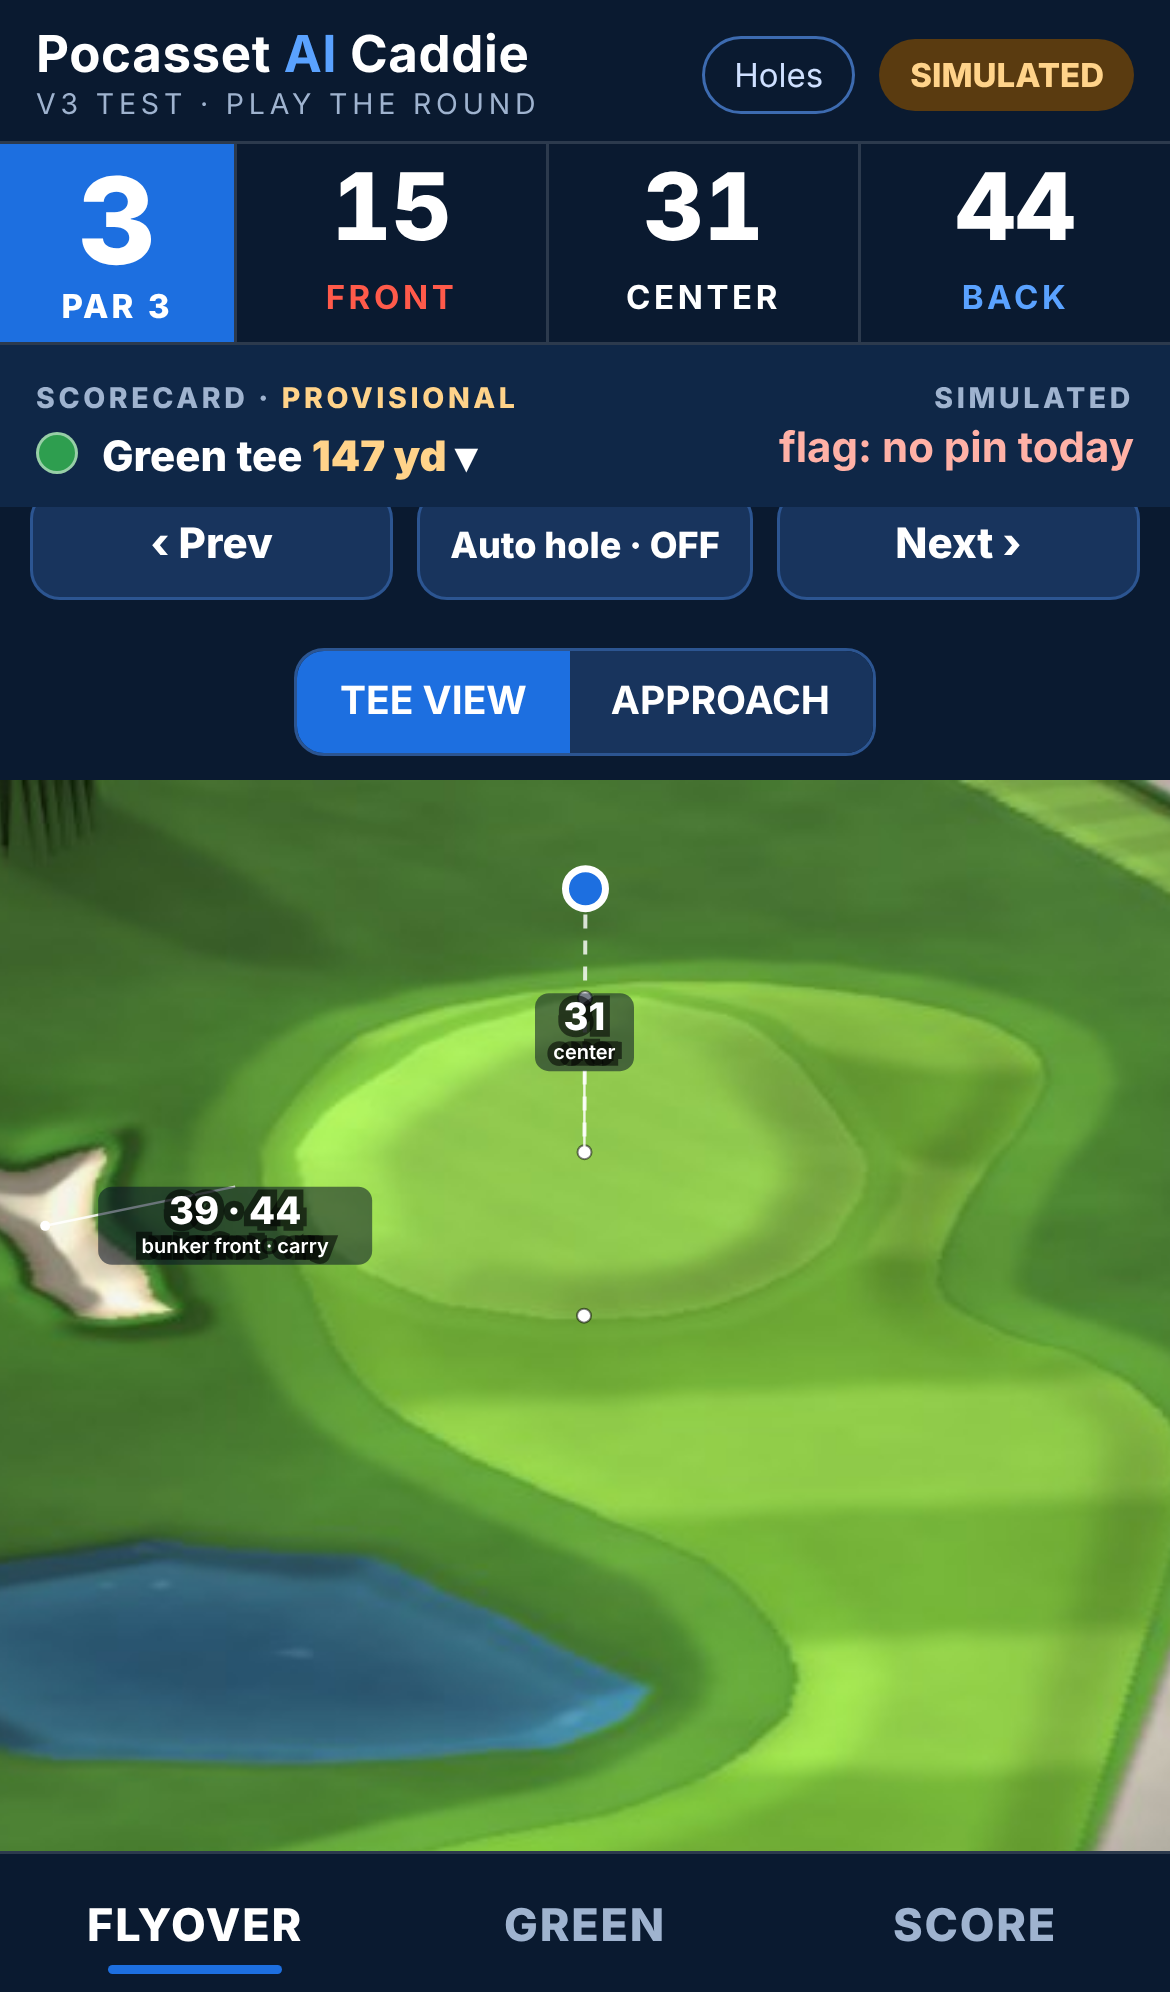 Pocasset AI Caddie
V3 TEST · PLAY THE ROUND
Holes
SIMULATED
3
PAR 3
15
FRONT
31
CENTER
44
BACK
SCORECARD · PROVISIONAL
Green tee 147 yd ▼
SIMULATED
flag: no pin today
‹ Prev
Auto hole · OFF
Next ›
TEE VIEW
APPROACH
31
center
39 · 44
bunker front · carry
FLYOVER
GREEN
SCORE